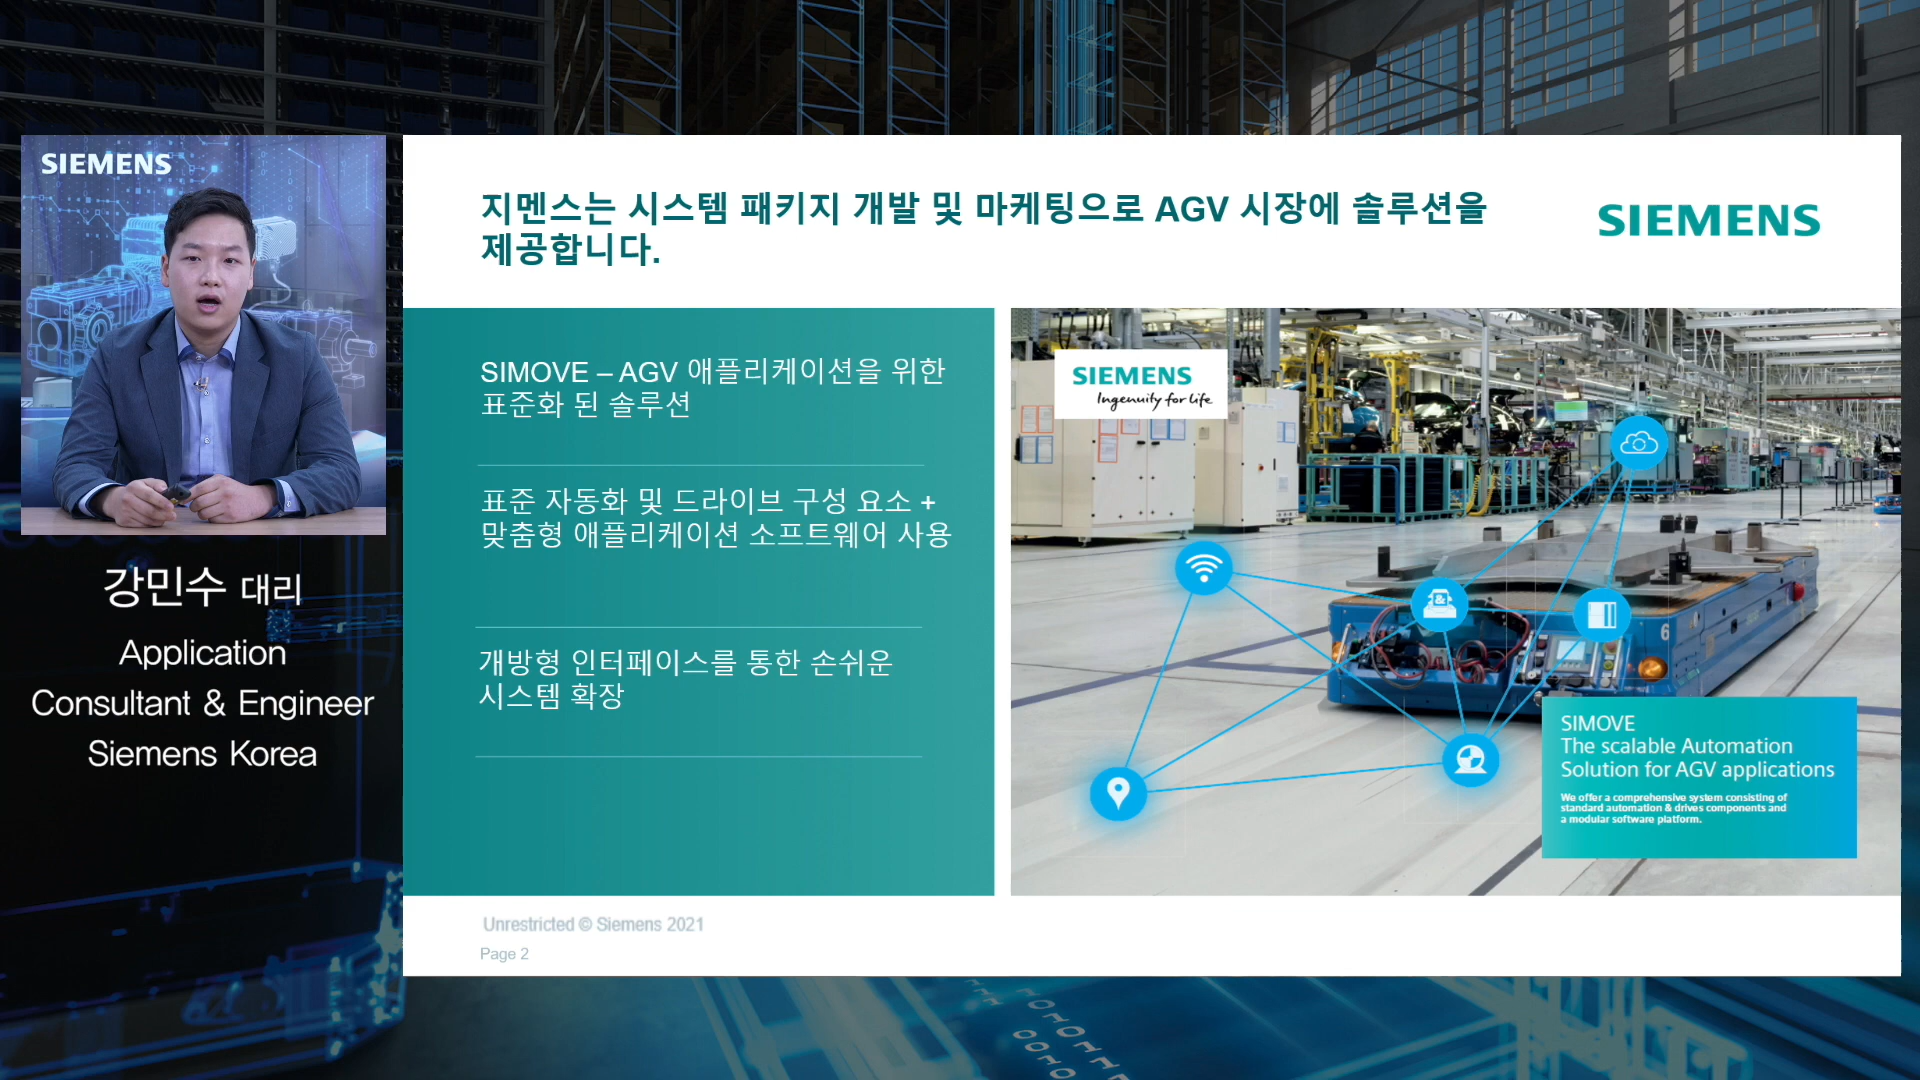 SIEMENS
강민수 대리
Application
Consultant & Engineer
Siemens Korea
지멘스는 시스템 패키지 개발 및 마케팅으로 AGV 시장에 솔루션을
제공합니다.
SIEMENS
SIMOVE – AGV 애플리케이션을 위한
표준화 된 솔루션
표준 자동화 및 드라이브 구성 요소 +
맞춤형 애플리케이션 소프트웨어 사용
개방형 인터페이스를 통한 손쉬운
시스템 확장
SIEMENS
Ingenuity for life
&
6
SIMOVE
The scalable Automation
Solution for AGV applications
We offer a comprehensive system consisting of
standard automation & drives components and
a modular software platform.
Unrestricted © Siemens 2021
Page 2